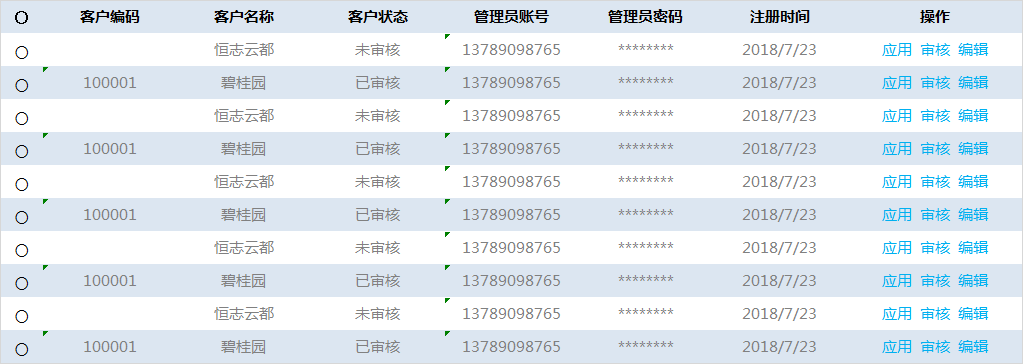 客户编码 客户名称 客户状态 管理员账号 管理员密码 注册时间 操作
恒志云都 未审核 13789098765 ******** 2018/7/23 应用 审核 编辑
100001 碧桂园 已审核 13789098765 ******** 2018/7/23 应用 审核 编辑
恒志云都 未审核 13789098765 ******** 2018/7/23 应用 审核 编辑
100001 碧桂园 已审核 13789098765 ******** 2018/7/23 应用 审核 编辑
恒志云都 未审核 13789098765 ******** 2018/7/23 应用 审核 编辑
100001 碧桂园 已审核 13789098765 ******** 2018/7/23 应用 审核 编辑
恒志云都 未审核 13789098765 ******** 2018/7/23 应用 审核 编辑
100001 碧桂园 已审核 13789098765 ******** 2018/7/23 应用 审核 编辑
恒志云都 未审核 13789098765 ******** 2018/7/23 应用 审核 编辑
100001 碧桂园 已审核 13789098765 ******** 2018/7/23 应用 审核 编辑